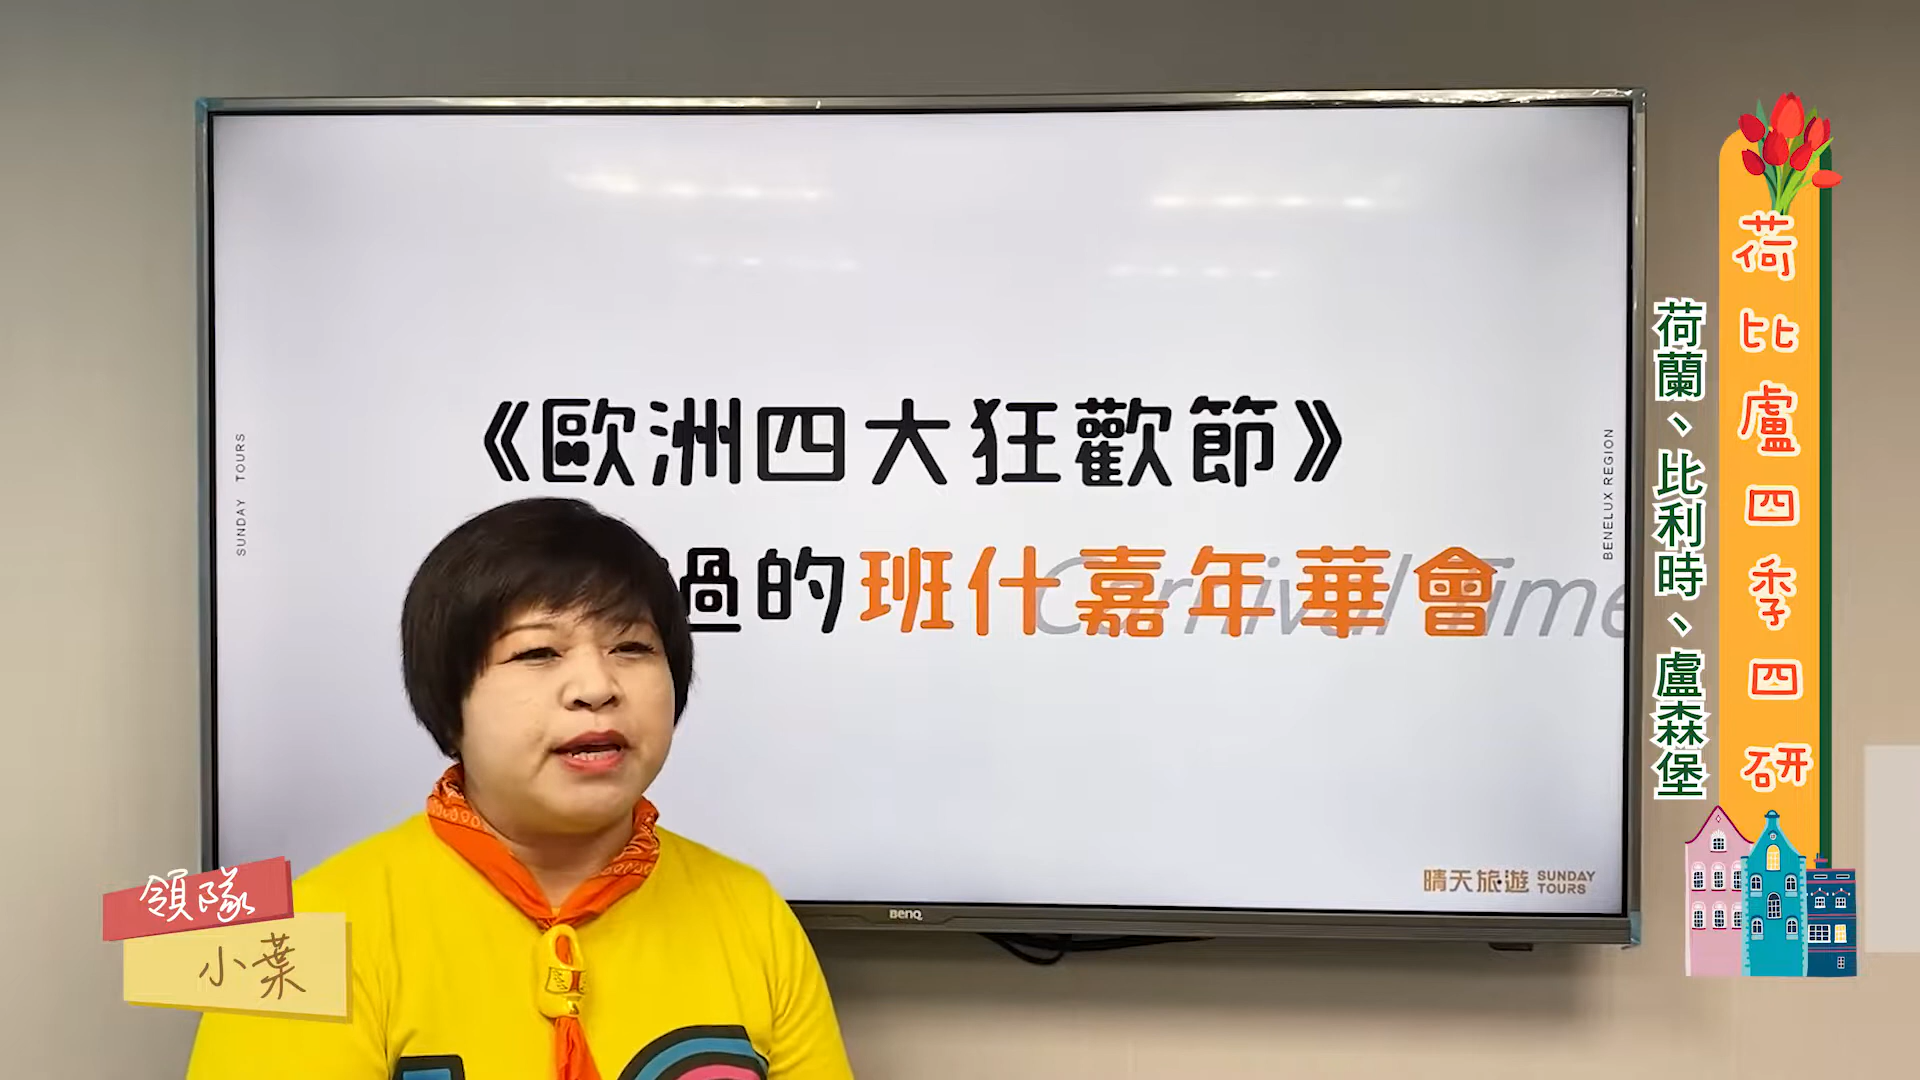 《歐洲四大狂歡節》
過的班什嘉年華會
Carnival Time
SUNDAY TOURS
BENELUX REGION
晴天旅遊 SUNDAY TOURS
BenQ
荷比盧四季四研
荷蘭、比利時、盧森堡
領隊
小葉